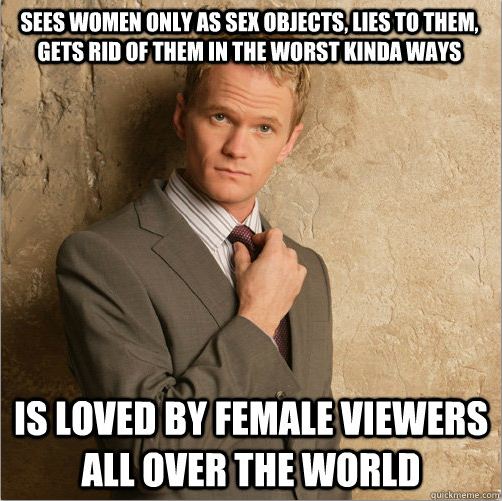 SEES WOMEN ONLY AS SEX OBJECTS, LIES TO THEM,
GETS RID OF THEM IN THE WORST KINDA WAYS
IS LOVED BY FEMALE VIEWERS
ALL OVER THE WORLD
quickmeme.com